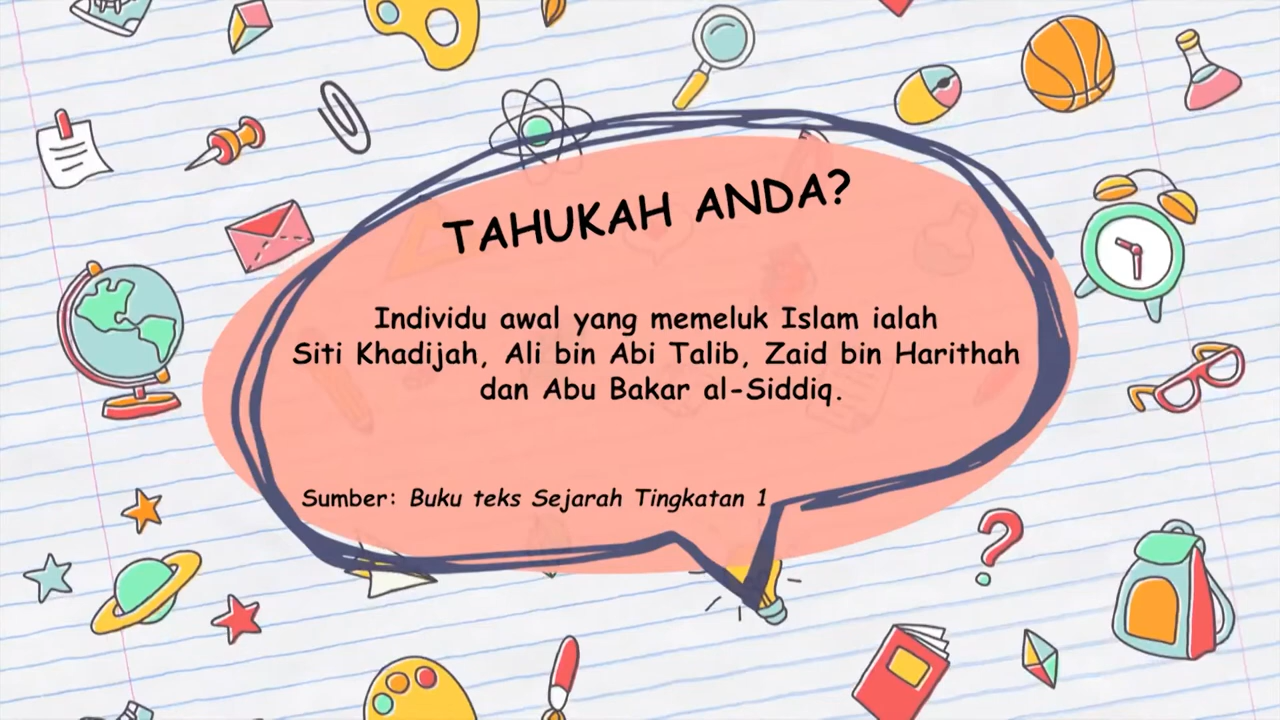 TAHUKAH ANDA?
Individu awal yang memeluk Islam ialah
Siti Khadijah, Ali bin Abi Talib, Zaid bin Harithah
dan Abu Bakar al-Siddiq.
Sumber: Buku teks Sejarah Tingkatan 1